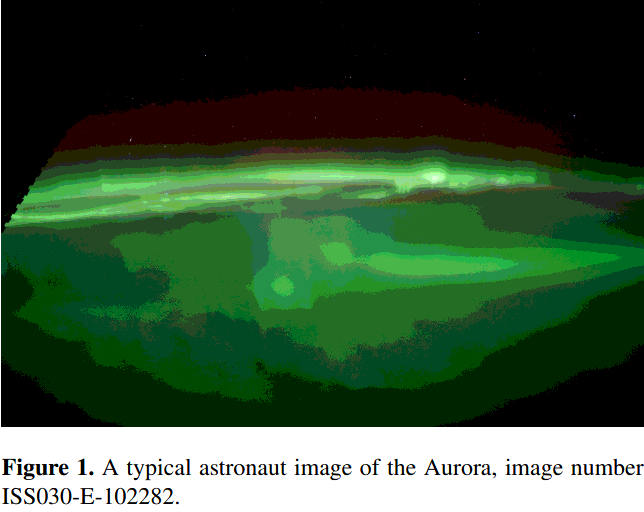 Figure 1. A typical astronaut image of the Aurora, image number
ISS030-E-102282.